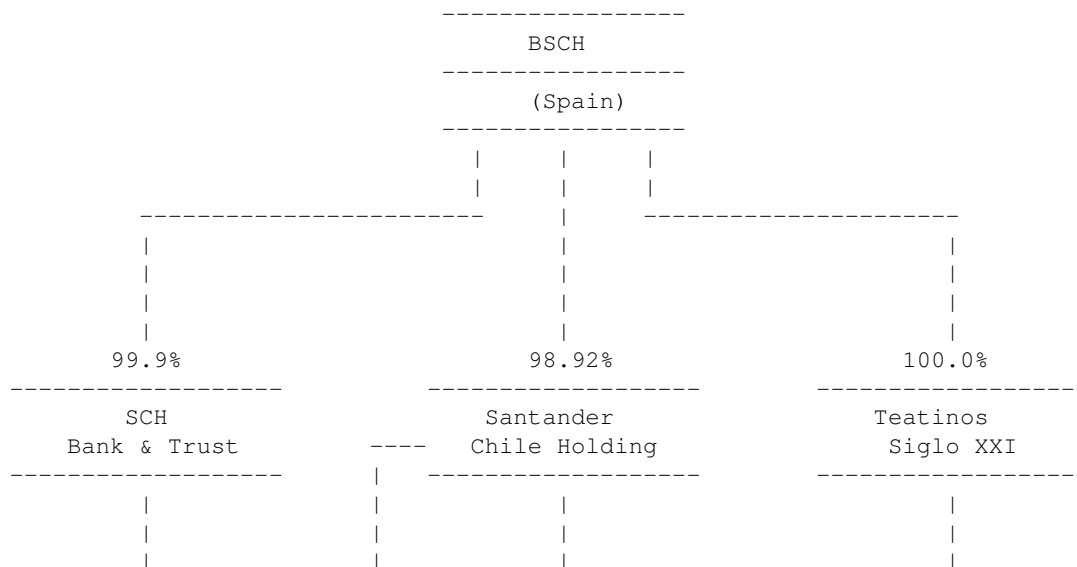 BSCH
(Spain)
99.9% 98.92% 100.0%
SCH Santander Teatinos
Bank & Trust Chile Holding Siglo XXI